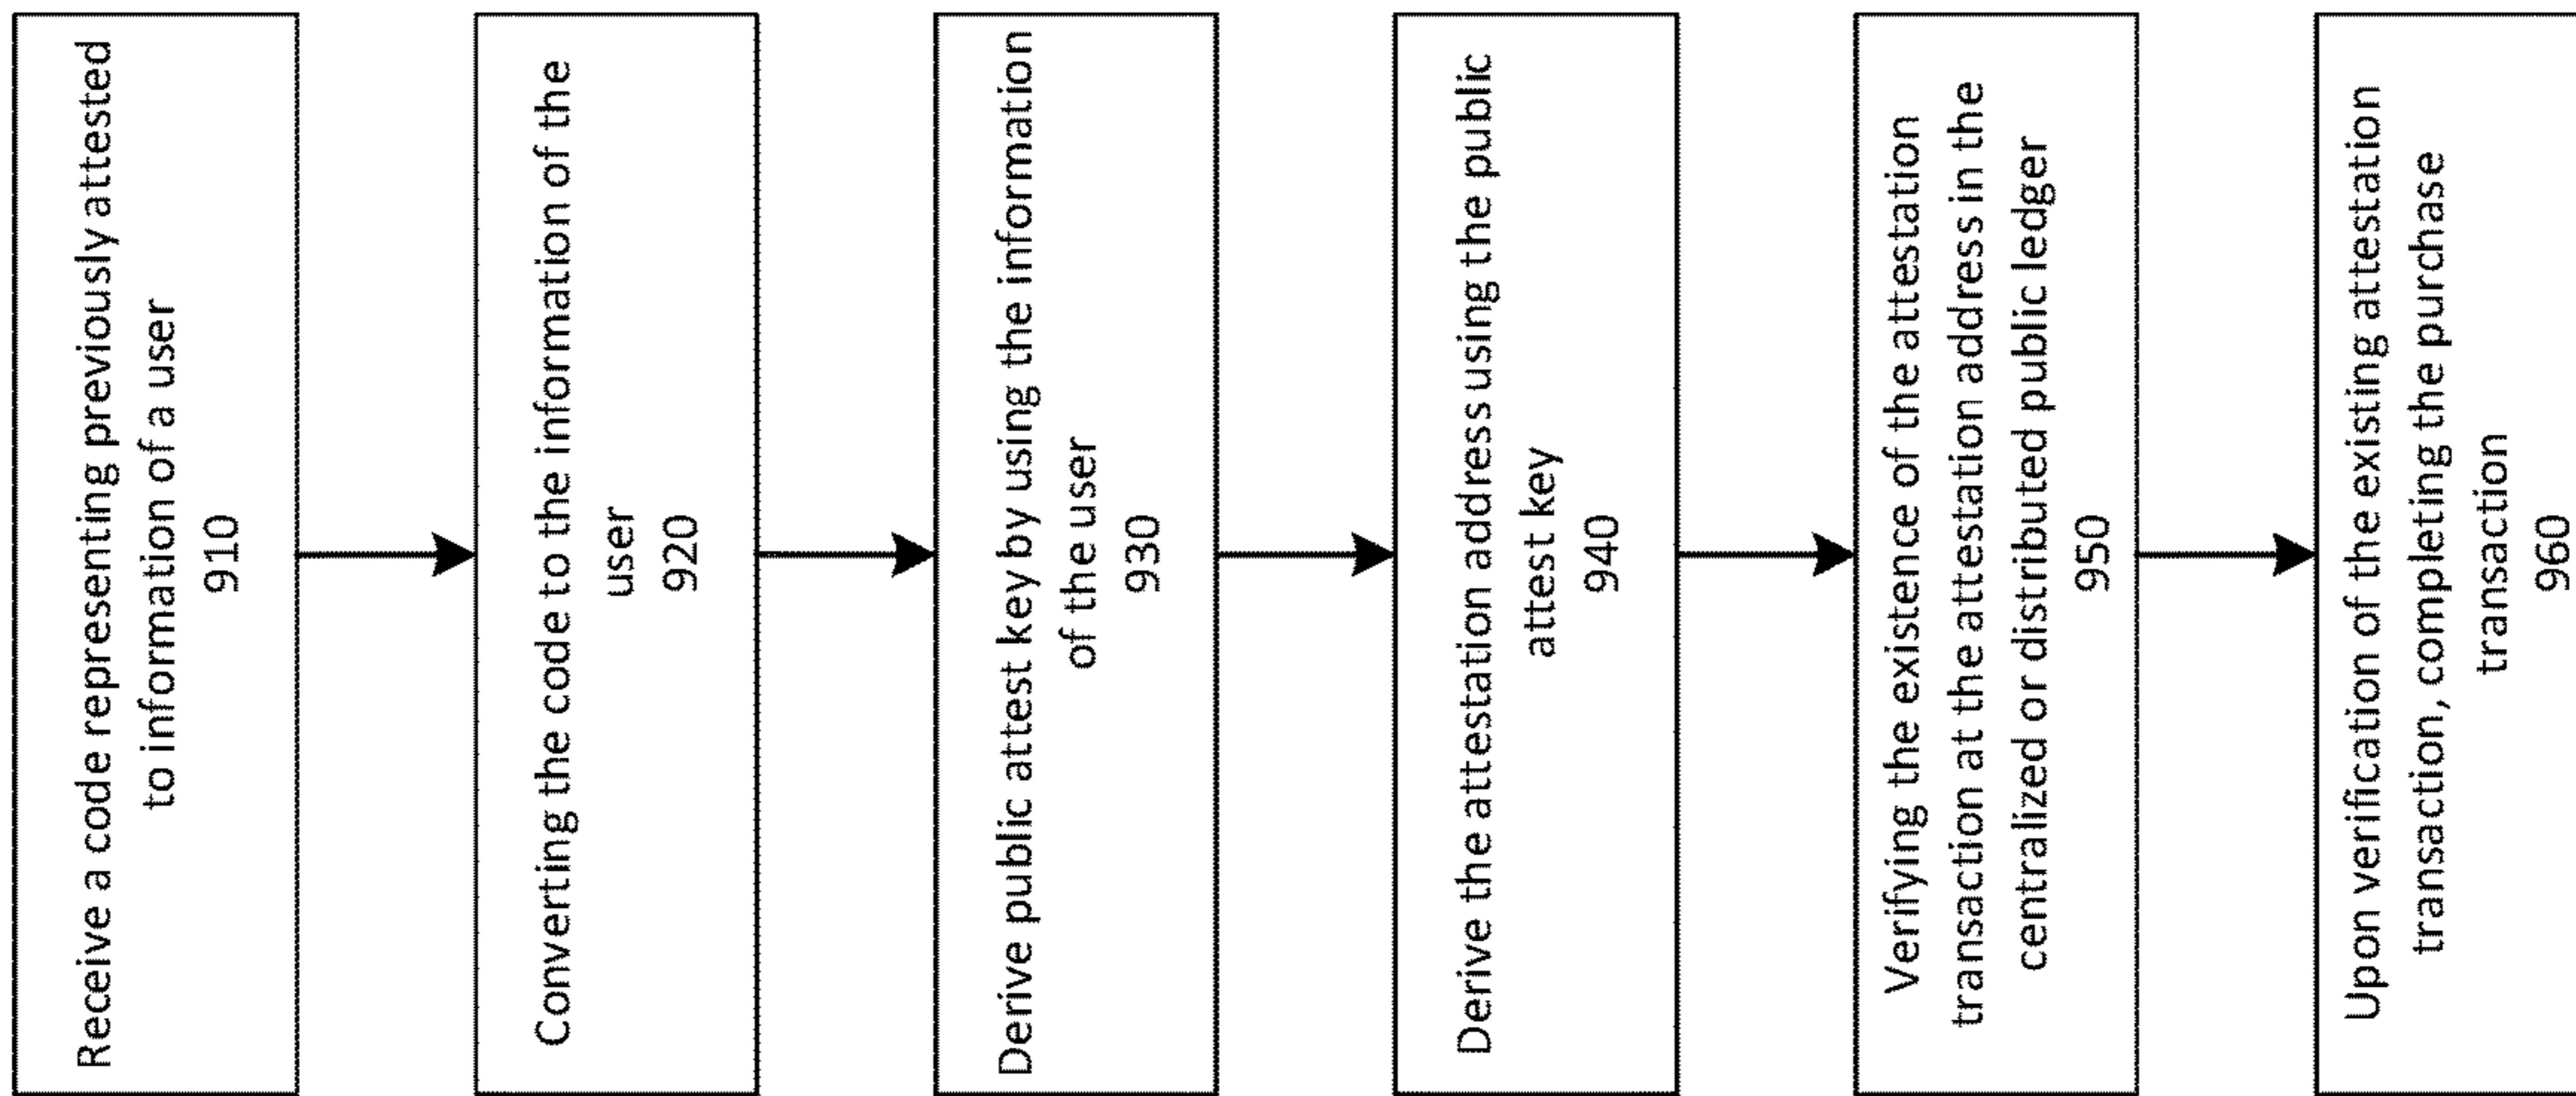 Receive a code representing previously attested
to information of a user
910
Converting the code to the information of the
user
920
Derive public attest key by using the information
of the user
930
Derive the attestation address using the public
attest key
940
Verifying the existence of the attestation
transaction at the attestation address in the
centralized or distributed public ledger
950
Upon verification of the existing attestation
transaction, completing the purchase
transaction
960